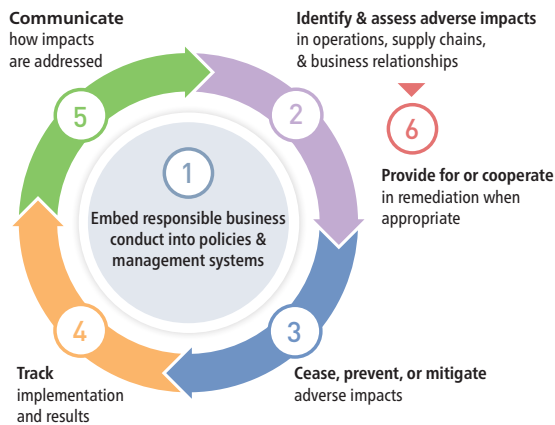 Communicate
how impacts
are addressed
5
Identify & assess adverse impacts
in operations, supply chains,
& business relationships
2
6
Provide for or cooperate
in remediation when
appropriate
1
Embed responsible business
conduct into policies &
management systems
4
Track
implementation
and results
3
Cease, prevent, or mitigate
adverse impacts